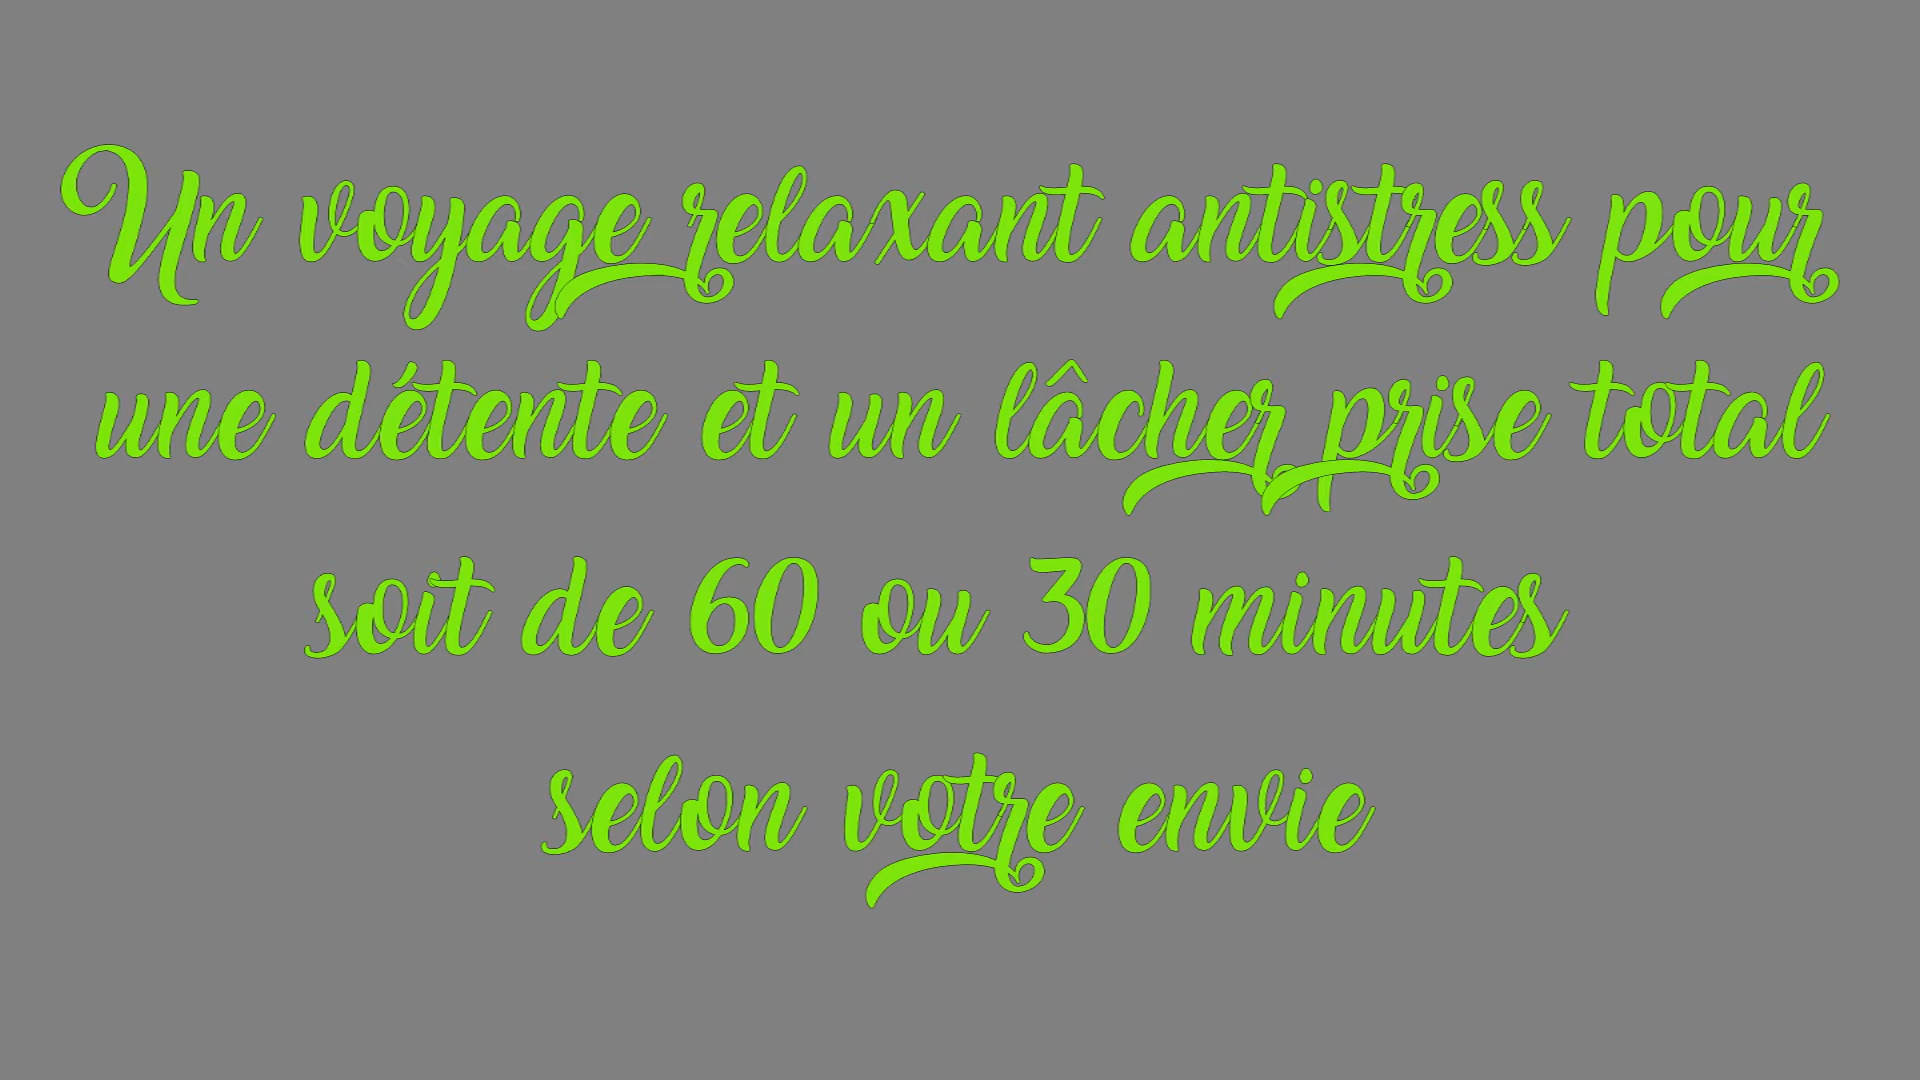 Un voyage relaxant antistress pour
une détente et un lâcher prise total
soit de 60 ou 30 minutes
selon votre envie